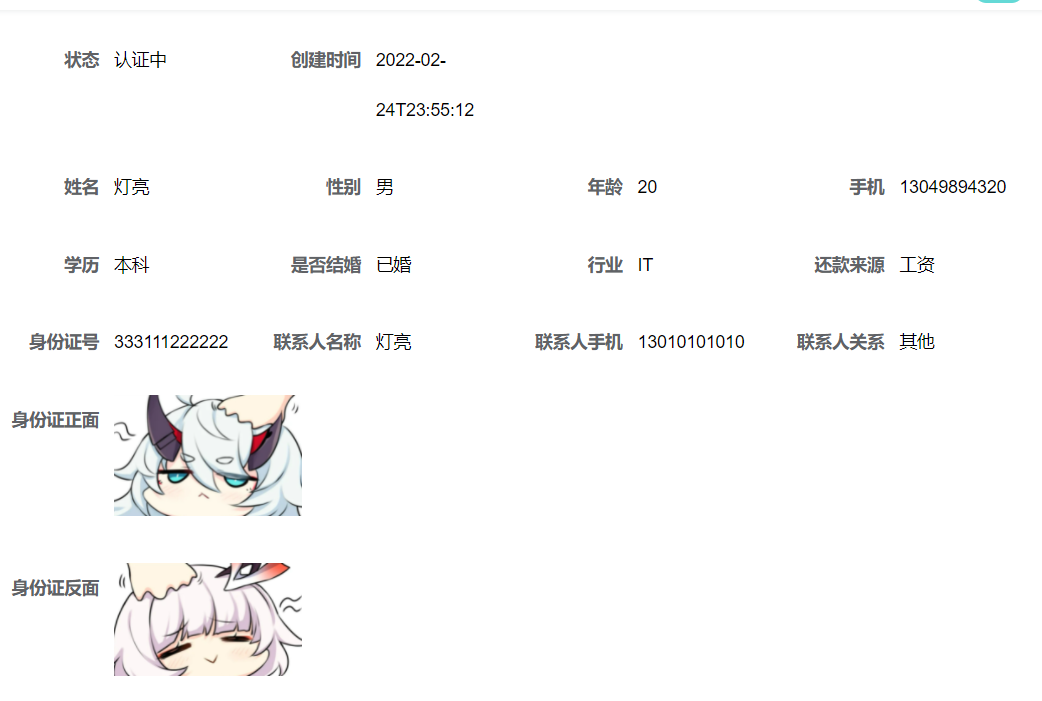 状态 认证中 创建时间 2022-02-
24T23:55:12
姓名 灯亮 性别 男 年龄 20 手机 13049894320
学历 本科 是否结婚 已婚 行业 IT 还款来源 工资
身份证号 333111222222 联系人名称 灯亮 联系人手机 13010101010 联系人关系 其他
身份证正面
身份证反面